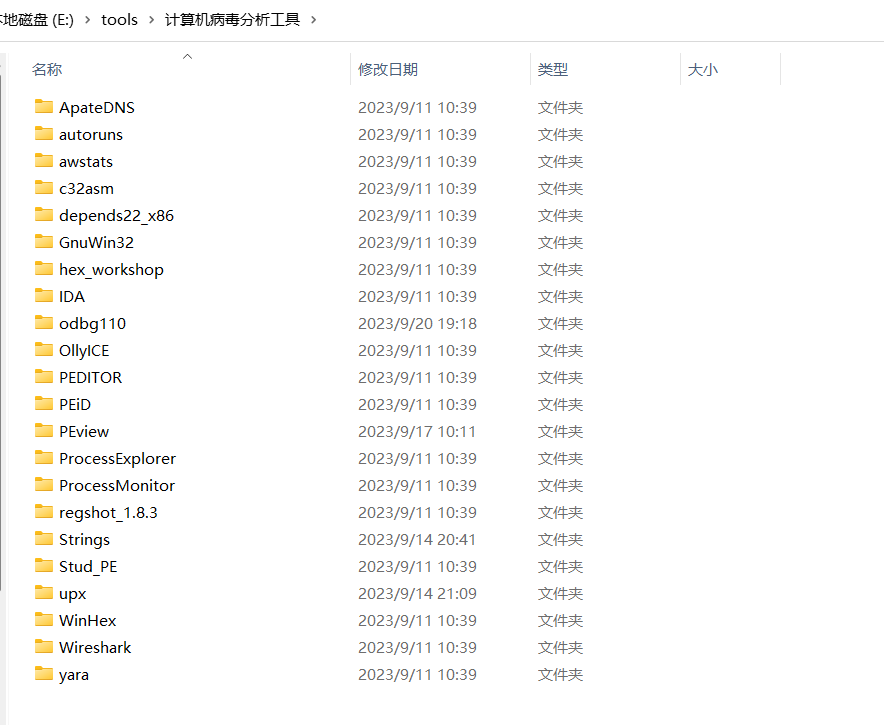 本地磁盘 (E:) › tools › 计算机病毒分析工具 ›
名称 修改日期 类型 大小
ApateDNS 2023/9/11 10:39 文件夹
autoruns 2023/9/11 10:39 文件夹
awstats 2023/9/11 10:39 文件夹
c32asm 2023/9/11 10:39 文件夹
depends22_x86 2023/9/11 10:39 文件夹
GnuWin32 2023/9/11 10:39 文件夹
hex_workshop 2023/9/11 10:39 文件夹
IDA 2023/9/11 10:39 文件夹
odbg110 2023/9/20 19:18 文件夹
OllyICE 2023/9/11 10:39 文件夹
PEDITOR 2023/9/11 10:39 文件夹
PEiD 2023/9/11 10:39 文件夹
PEview 2023/9/17 10:11 文件夹
ProcessExplorer 2023/9/11 10:39 文件夹
ProcessMonitor 2023/9/11 10:39 文件夹
regshot_1.8.3 2023/9/11 10:39 文件夹
Strings 2023/9/14 20:41 文件夹
Stud_PE 2023/9/11 10:39 文件夹
upx 2023/9/14 21:09 文件夹
WinHex 2023/9/11 10:39 文件夹
Wireshark 2023/9/11 10:39 文件夹
yara 2023/9/11 10:39 文件夹